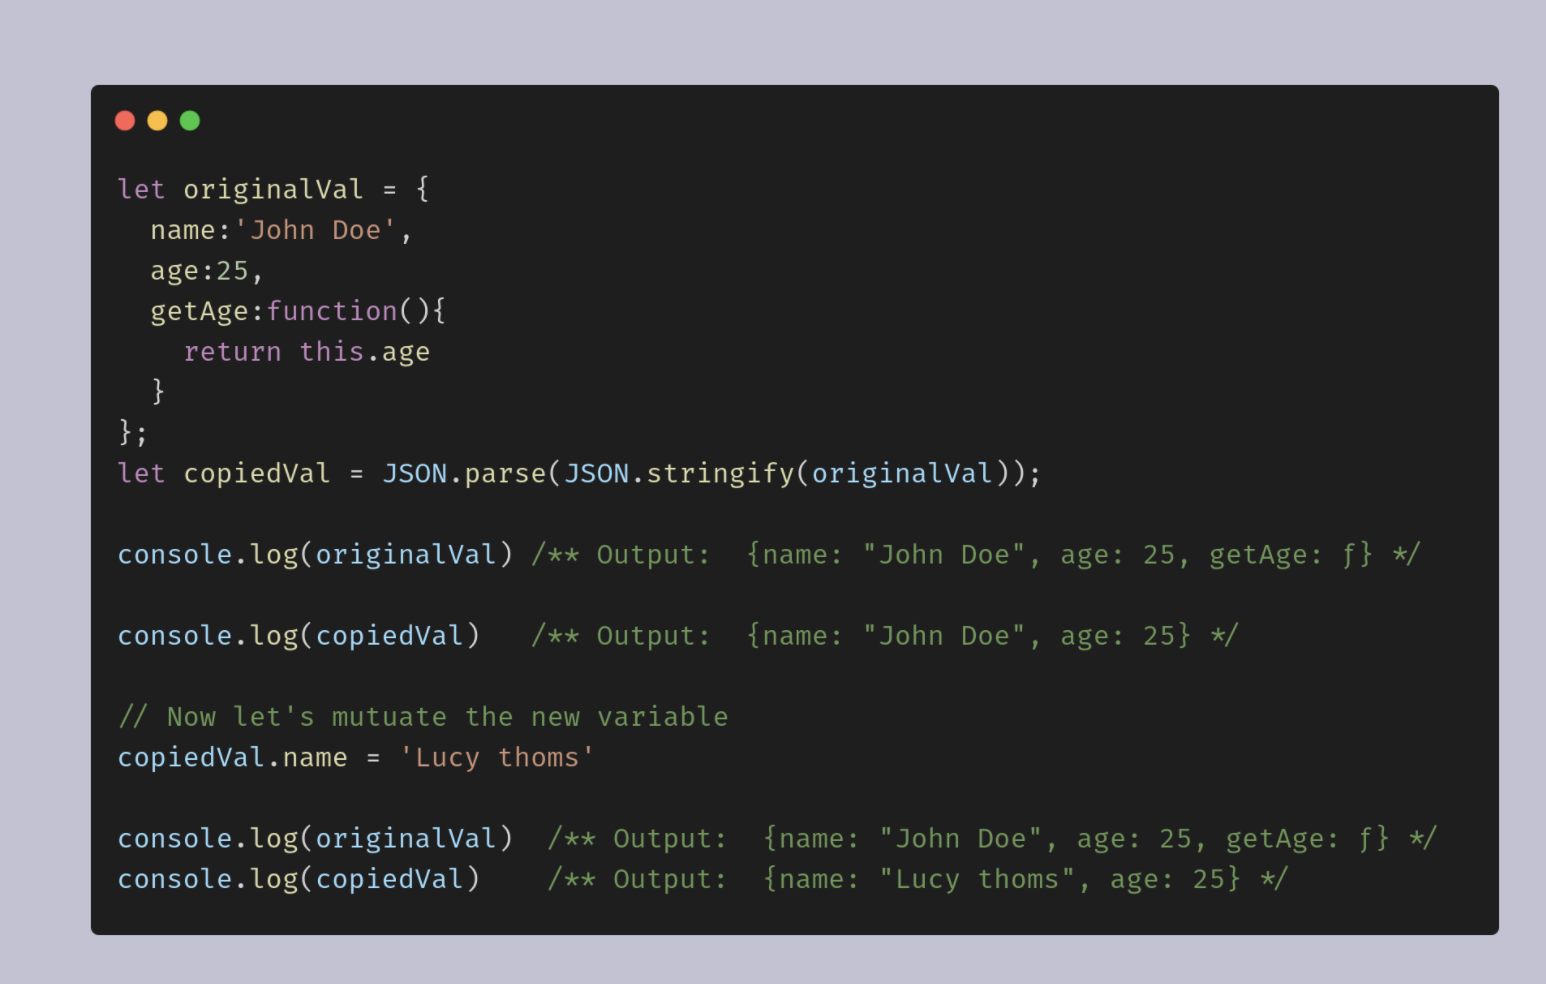 let originalVal = {
  name:'John Doe',
  age:25,
  getAge:function(){
    return this.age
  }
};
let copiedVal = JSON.parse(JSON.stringify(originalVal));
console.log(originalVal) /** Output:  {name: "John Doe", age: 25, getAge: ƒ} */
console.log(copiedVal)   /** Output:  {name: "John Doe", age: 25} */
// Now let's mutuate the new variable
copiedVal.name = 'Lucy thoms'
console.log(originalVal)  /** Output:  {name: "John Doe", age: 25, getAge: ƒ} */
console.log(copiedVal)    /** Output:  {name: "Lucy thoms", age: 25} */